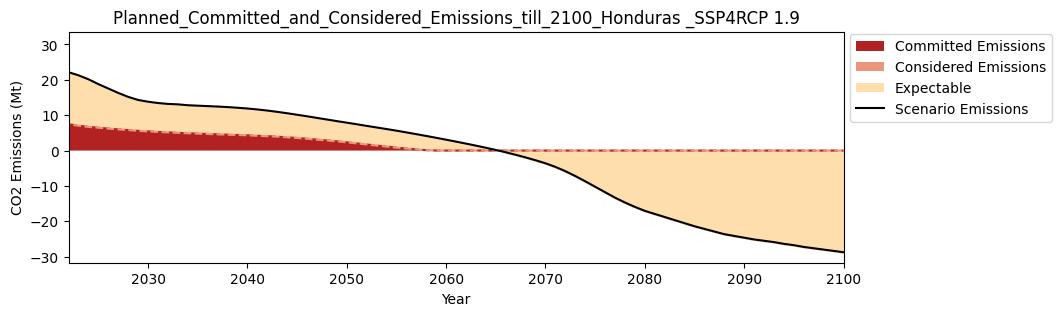 Planned_Committed_and_Considered_Emissions_till_2100_Honduras _SSP4RCP 1.9
CO2 Emissions (Mt)
30
20
10
0
−10
−20
−30
2030 2040 2050 2060 2070 2080 2090 2100
Year
Committed Emissions
Considered Emissions
Expectable
Scenario Emissions